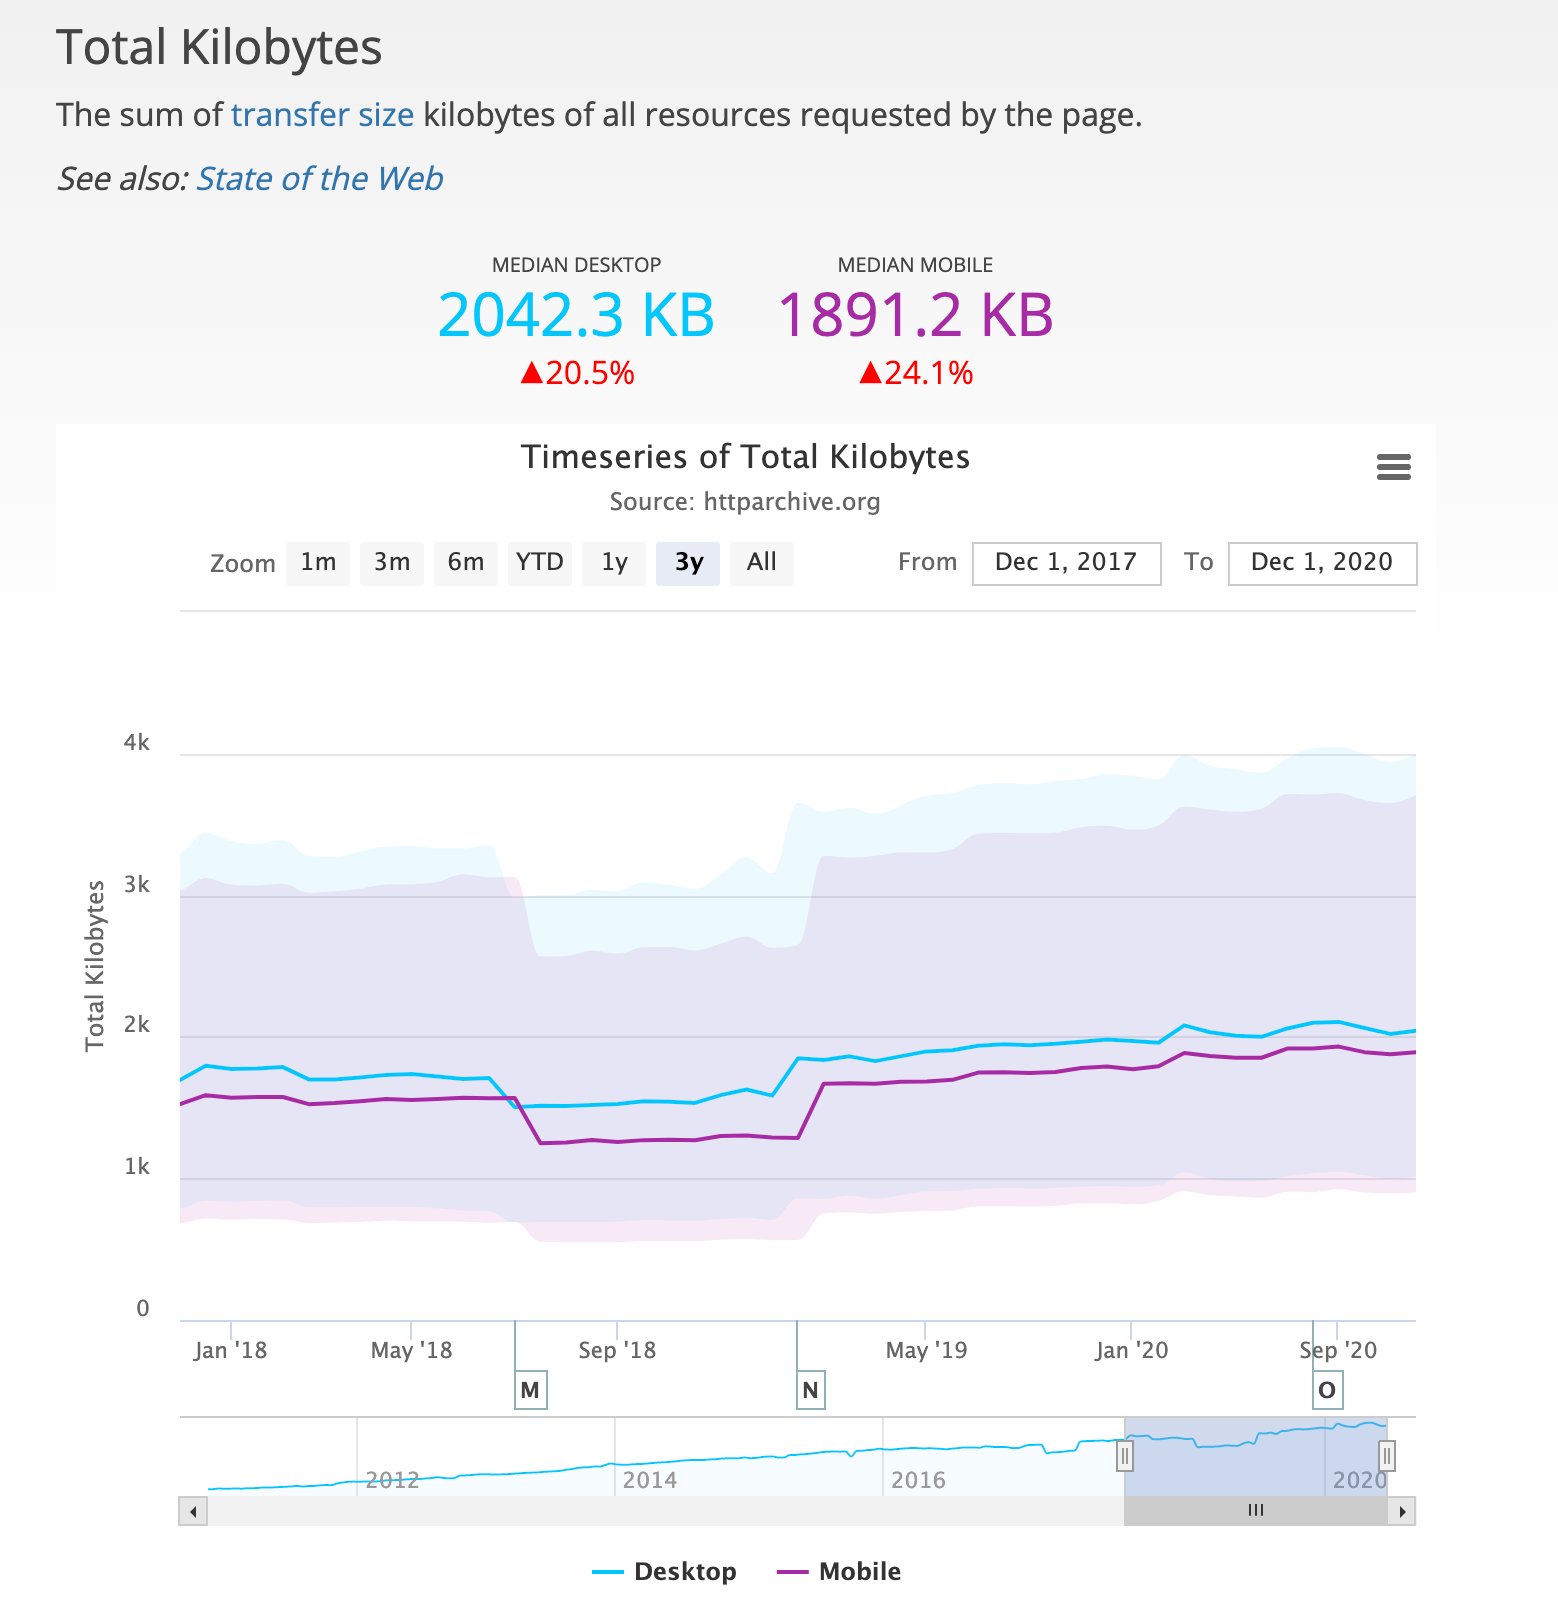 Total Kilobytes
The sum of transfer size kilobytes of all resources requested by the page.
See also: State of the Web
MEDIAN DESKTOP
2042.3 KB
▲20.5%
MEDIAN MOBILE
1891.2 KB
▲24.1%
Timeseries of Total Kilobytes
Source: httparchive.org
Zoom 1m 3m 6m YTD 1y 3y All From Dec 1, 2017 To Dec 1, 2020
Total Kilobytes
4k
3k
2k
1k
0
Jan '18 May '18 Sep '18 May '19 Jan '20 Sep '20
M N O
2012 2014 2016 2020
Desktop Mobile